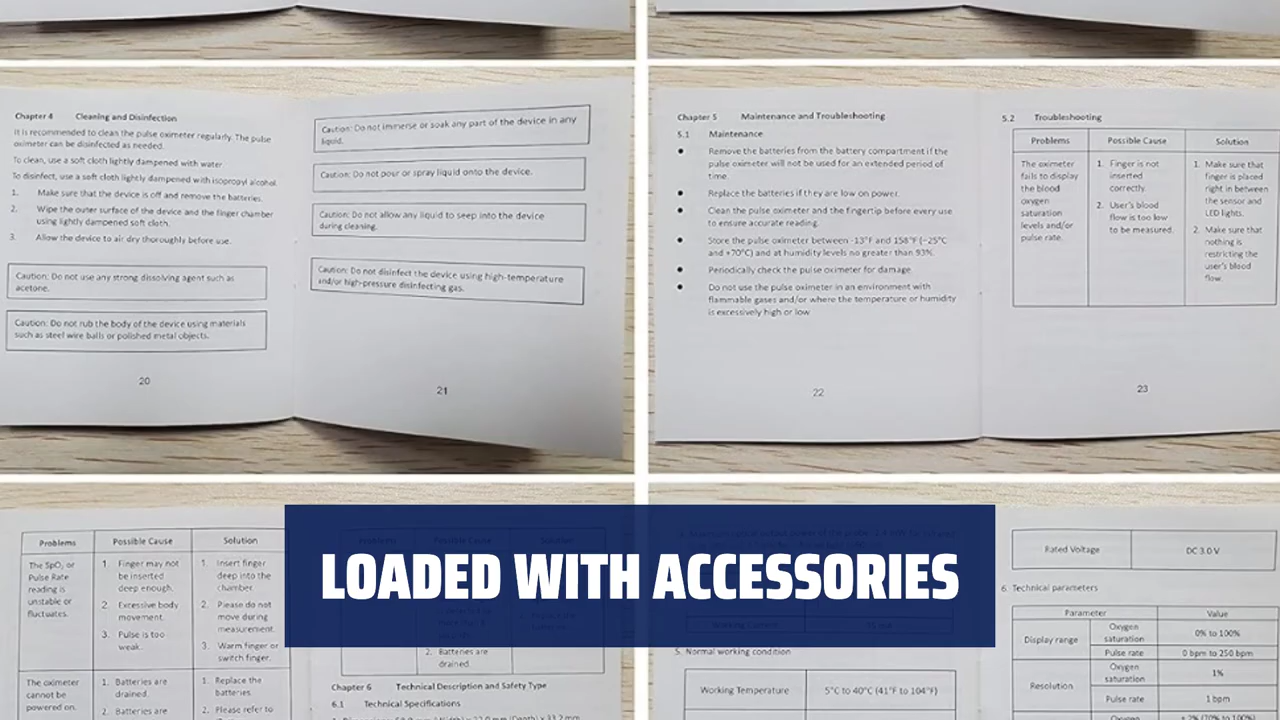 Chapter 4 Cleaning and Disinfection
It is recommended to clean the pulse oximeter regularly. The pulse
oximeter can be disinfected as needed.
To clean, use a soft cloth lightly dampened with water.
To disinfect, use a soft cloth lightly dampened with isopropyl alcohol.
1. Make sure that the device is off and remove the batteries.
2. Wipe the outer surface of the device and the finger chamber
using lightly dampened soft cloth.
3. Allow the device to air dry thoroughly before use.
Caution: Do not use any strong dissolving agent such as
acetone.
Caution: Do not rub the body of the device using materials
such as steel wire balls or polished metal objects.
20
Caution: Do not immerse or soak any part of the device in any
liquid.
Caution: Do not pour or spray liquid onto the device.
Caution: Do not allow any liquid to seep into the device
during cleaning.
Caution: Do not disinfect the device using high-temperature
and/or high-pressure disinfecting gas.
21
Chapter 5 Maintenance and Troubleshooting
5.1 Maintenance
• Remove the batteries from the battery compartment if the
pulse oximeter will not be used for an extended period of
time.
• Replace the batteries if they are low on power.
• Clean the pulse oximeter and the fingertip before every use
to ensure accurate reading.
• Store the pulse oximeter between -13°F and 158°F (−25°C
and +70°C) and at humidity levels no greater than 93%.
• Periodically check the pulse oximeter for damage.
• Do not use the pulse oximeter in an environment with
flammable gases and/or where the temperature or humidity
is excessively high or low
22
5.2 Troubleshooting
Problems Possible Cause Solution
The oximeter
fails to display
the blood
oxygen
saturation
levels and/or
pulse rate.
1. Finger is not
inserted
correctly.
2. User's blood
flow is too low
to be measured.
1. Make sure that
finger is placed
right in between
the sensor and
LED lights.
2. Make sure that
nothing is
restricting the
user's blood
flow.
23
Problems Possible Cause Solution
The SpO₂ or
Pulse Rate
reading is
unstable or
fluctuates.
1. Finger may not
be inserted
deep enough.
2. Excessive body
movement.
3. Pulse is too
weak.
1. Insert finger
deep into the
chamber.
2. Please do not
move during
measurement.
3. Warm finger or
switch finger.
The oximeter
cannot be
powered on.
1. Batteries are
drained.
2. Batteries are
1. Replace the
batteries.
2. Please refer to
LOADED WITH ACCESSORIES
2. Batteries are
drained.
Chapter 6 Technical Description and Safety Type
6.1 Technical Specifications
5. Normal working condition
Working Temperature 5°C to 40°C (41°F to 104°F)
Rated Voltage DC 3.0 V
6. Technical parameters
Parameter Value
Display range Oxygen saturation 0% to 100%
Pulse rate 0 bpm to 250 bpm
Resolution Oxygen saturation 1%
Pulse rate 1 bpm